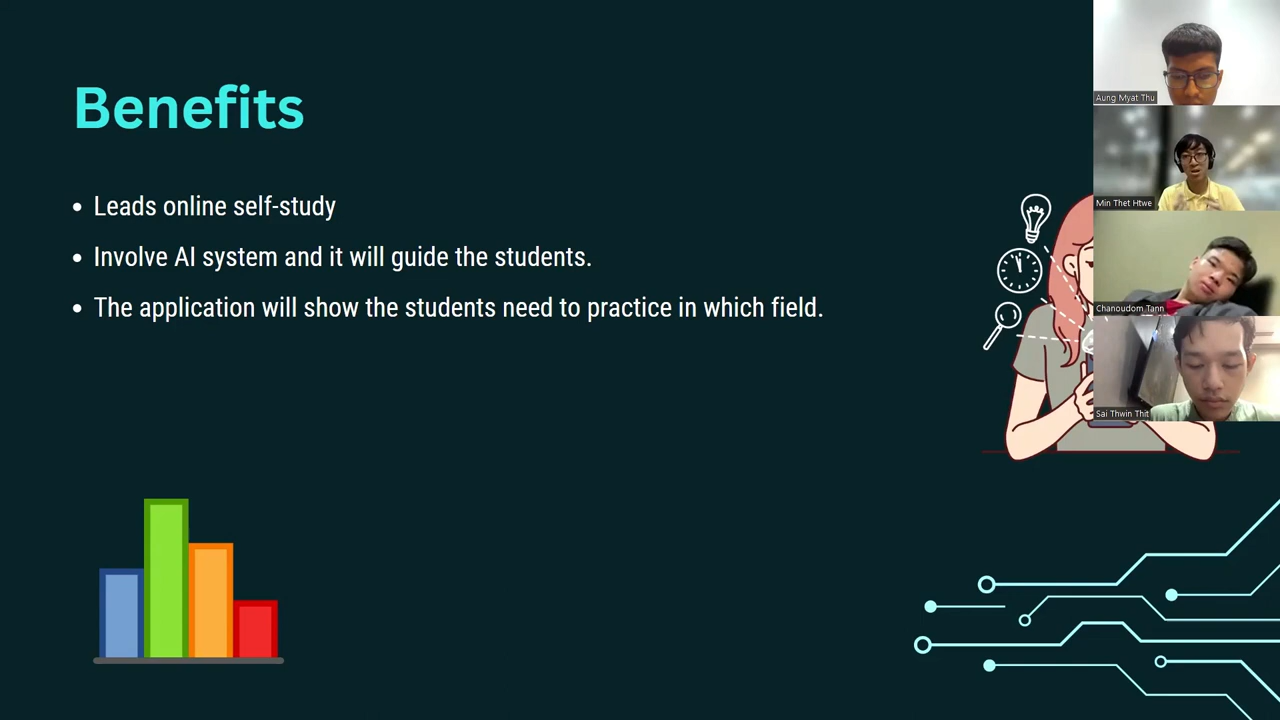 Benefits
Leads online self-study
Involve AI system and it will guide the students.
The application will show the students need to practice in which field.
Aung Myat Thu
Min Thet Htwe
Chanoudom Tann
Sai Thwin Thit